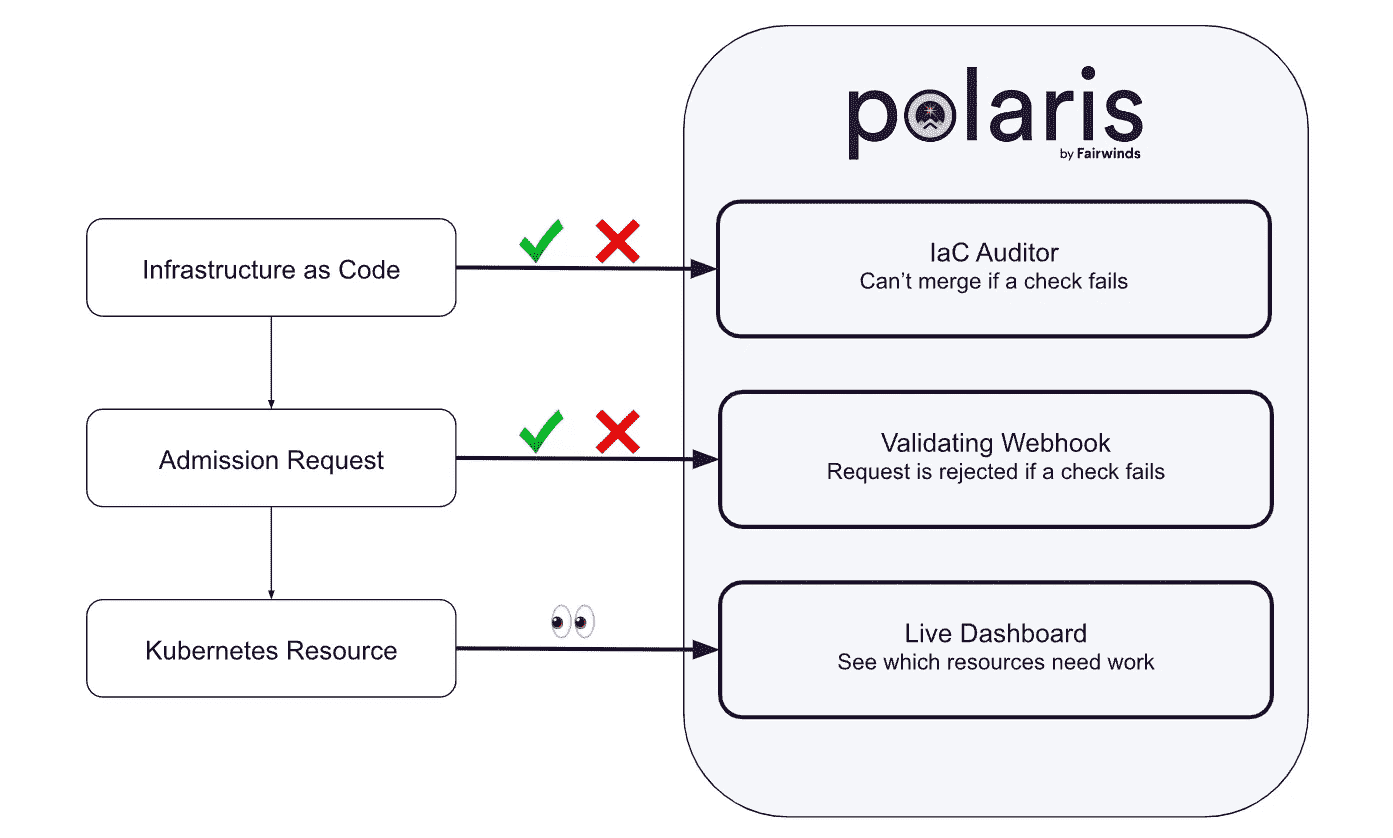 polaris
by Fairwinds
Infrastructure as Code
IaC Auditor
Can’t merge if a check fails
Admission Request
Validating Webhook
Request is rejected if a check fails
Kubernetes Resource
Live Dashboard
See which resources need work